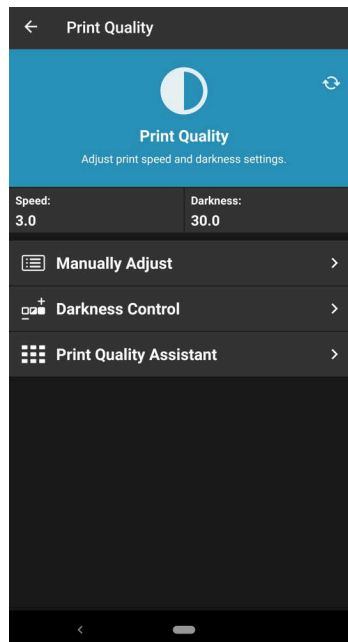 Print Quality
Print Quality
Adjust print speed and darkness settings.
Speed:
3.0
Darkness:
30.0
Manually Adjust
Darkness Control
Print Quality Assistant